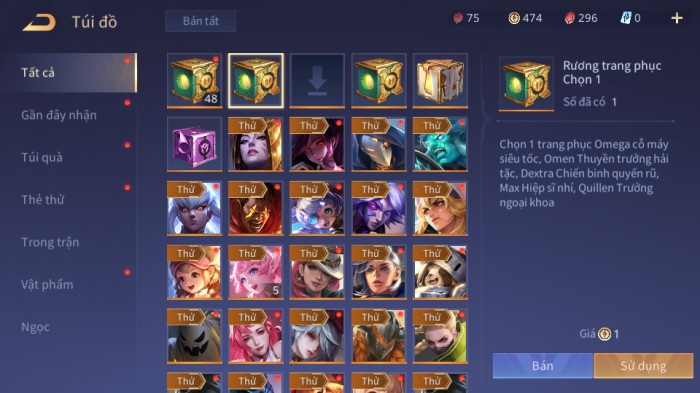 Túi đồ
Bán tất
75
474
296
0
+
Tất cả
Gần đây nhận
Túi quà
Thẻ thử
Trong trận
Vật phẩm
Ngọc
48
Thử
Thử
Thử
Thử
Thử
Thử
Thử
Thử
Thử
Thử
Thử
5
Thử
Thử
Thử
Thử
Thử
Thử
Thử
Thử
Thử
Thử
Thử
Thử
Thử
Rương trang phục
Chọn 1
Số đã có 1
Chọn 1 trang phục Omega cỗ máy
siêu tốc, Omen Thuyền trưởng hải
tặc, Dextra Chiến binh quyến rũ,
Max Hiệp sĩ nhí, Quillen Trưởng
ngoại khoa
Giá 1
Bán
Sử dụng